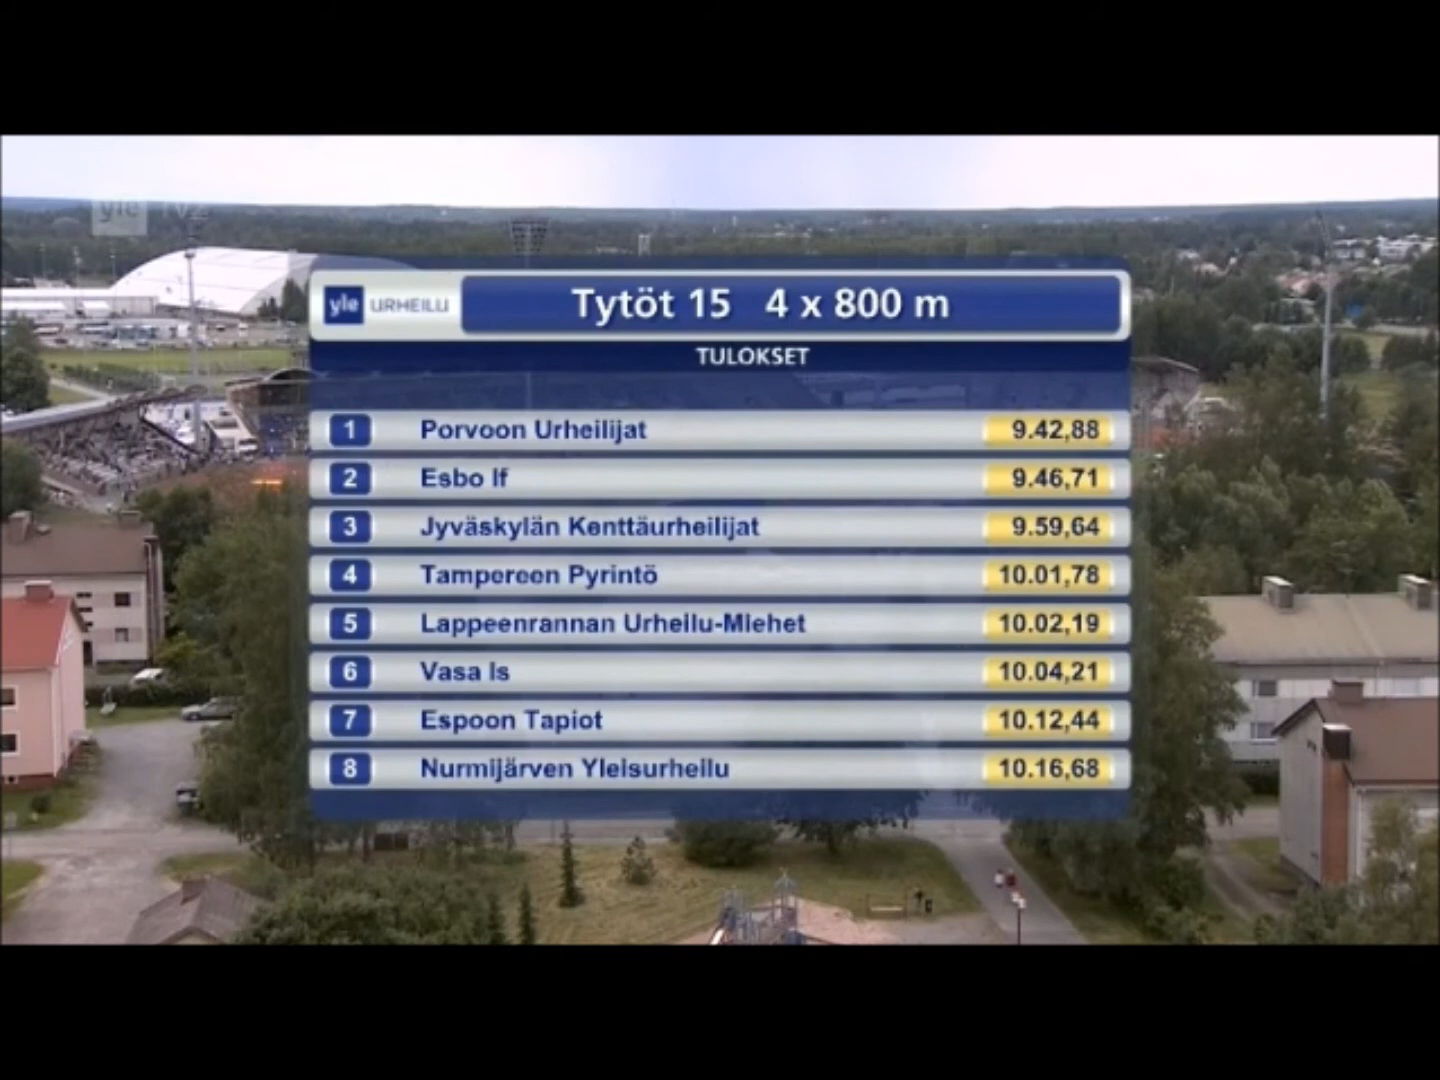 yle tv2
yle URHEILU Tytöt 15 4 x 800 m
TULOKSET
1 Porvoon Urheilijat 9.42,88
2 Esbo If 9.46,71
3 Jyväskylän Kenttäurheilijat 9.59,64
4 Tampereen Pyrintö 10.01,78
5 Lappeenrannan Urheilu-Miehet 10.02,19
6 Vasa Is 10.04,21
7 Espoon Tapiot 10.12,44
8 Nurmijärven Yleisurheilu 10.16,68